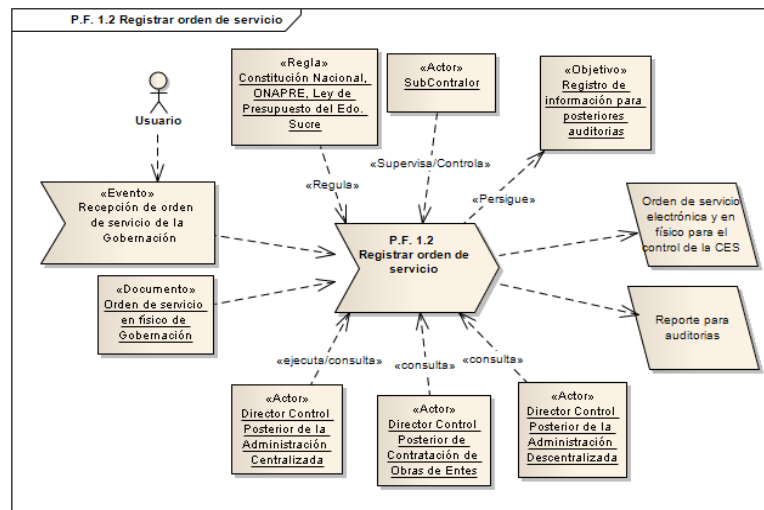 P.F. 1.2 Registrar orden de servicio
Usuario
«Regla»
Constitución Nacional,
ONAPRE, Ley de
Presupuesto del Edo.
Sucre
«Actor»
SubContralor
«Objetivo»
Registro de
información para
posteriores
auditorias
«Supervisa/Controla»
«Regula»
«Persigue»
«Evento»
Recepción de orden
de servicio de la
Gobernación
P.F. 1.2
Registrar orden de
servicio
Orden de servicio
electrónica y en
físico para el
control de la CES
«Documento»
Orden de servicio
en físico de
Gobernación
Reporte para
auditorias
«ejecuta/consulta»
«consulta»
«consulta»
«Actor»
Director Control
Posterior de la
Administración
Centralizada
«Actor»
Director Control
Posterior de
Contratación de
Obras de Entes
«Actor»
Director Control
Posterior de la
Administración
Descentralizada